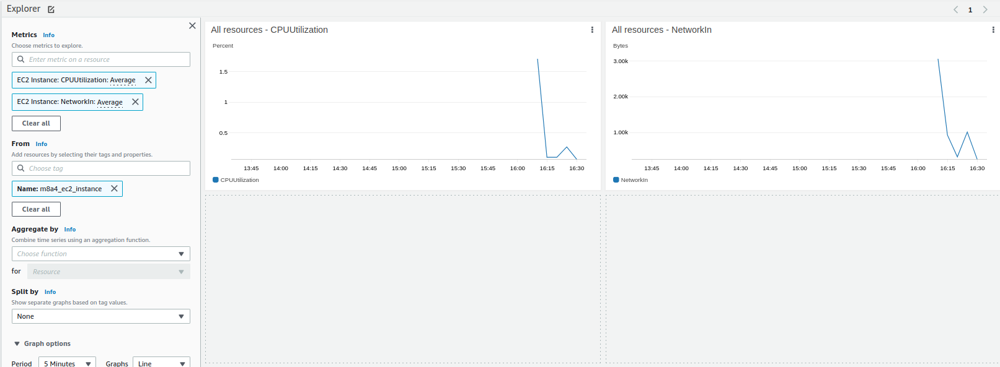 Explorer
1
Metrics Info
Choose metrics to explore.
Enter metric on a resource
EC2 Instance: CPUUtilization: Average
EC2 Instance: NetworkIn: Average
Clear all
From Info
Add resources by selecting their tags and properties.
Choose tag
Name: m8a4_ec2_instance
Clear all
Aggregate by Info
Combine time series using an aggregation function.
Choose function
for Resource
Split by Info
Show separate graphs based on tag values.
None
Graph options
Period 5 Minutes Graphs Line
All resources - CPUUtilization
Percent
1.5
1
0.5
13:45 14:00 14:15 14:30 14:45 15:00 15:15 15:30 15:45 16:00 16:15 16:30
CPUUtilization
All resources - NetworkIn
Bytes
3.00k
2.00k
1.00k
13:45 14:00 14:15 14:30 14:45 15:00 15:15 15:30 15:45 16:00 16:15 16:30
NetworkIn